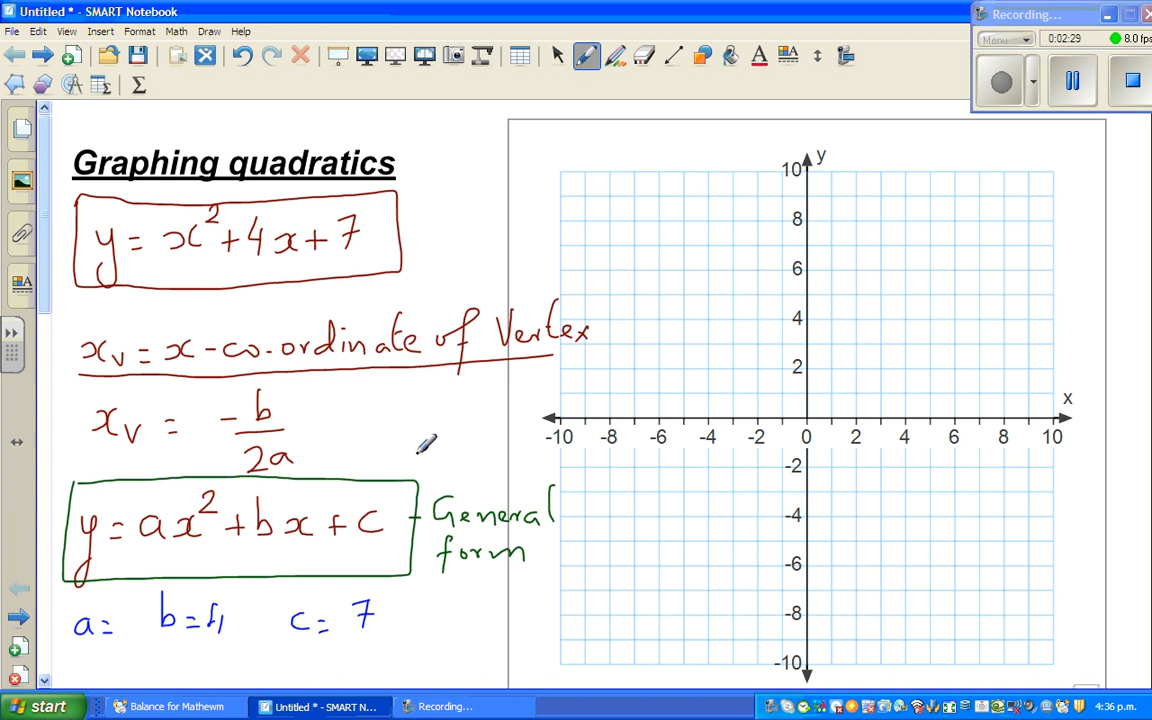 Untitled * - SMART Notebook
File Edit View Insert Format Math Draw Help
Recording...
Menu
0:02:29
8.0 fps
Graphing quadratics
y = x² + 4x + 7
x_v = x-co-ordinate of Vertex
x_v = -b/2a
y = ax² + bx + c - General form
a = b = 4 c = 7
y
10
8
6
4
2
x
-10 -8 -6 -4 -2 0 2 4 6 8 10
-2
-4
-6
-8
-10
start
Balance for Mathewm
Untitled * - SMART N...
Recording...
4:36 p.m.